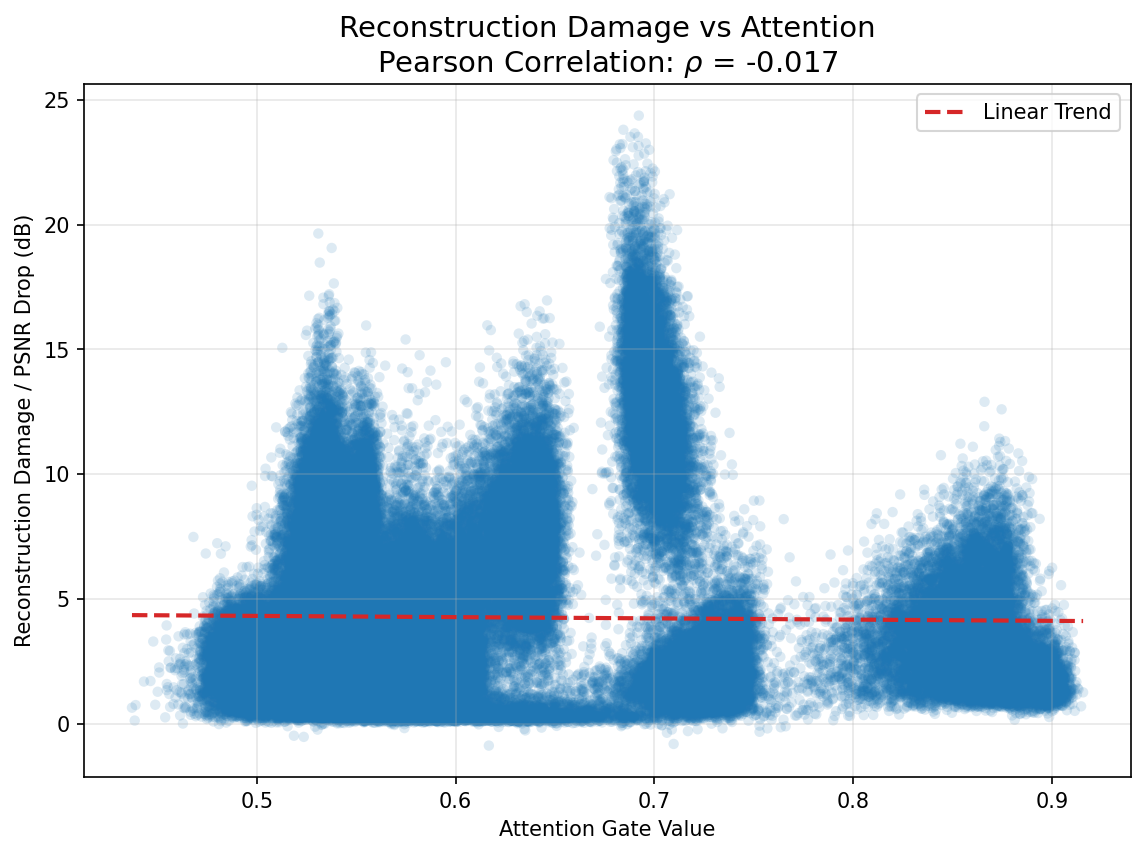 Reconstruction Damage vs Attention
Pearson Correlation: ρ = -0.017
Linear Trend
Reconstruction Damage / PSNR Drop (dB)
25
20
15
10
5
0
0.5 0.6 0.7 0.8 0.9
Attention Gate Value